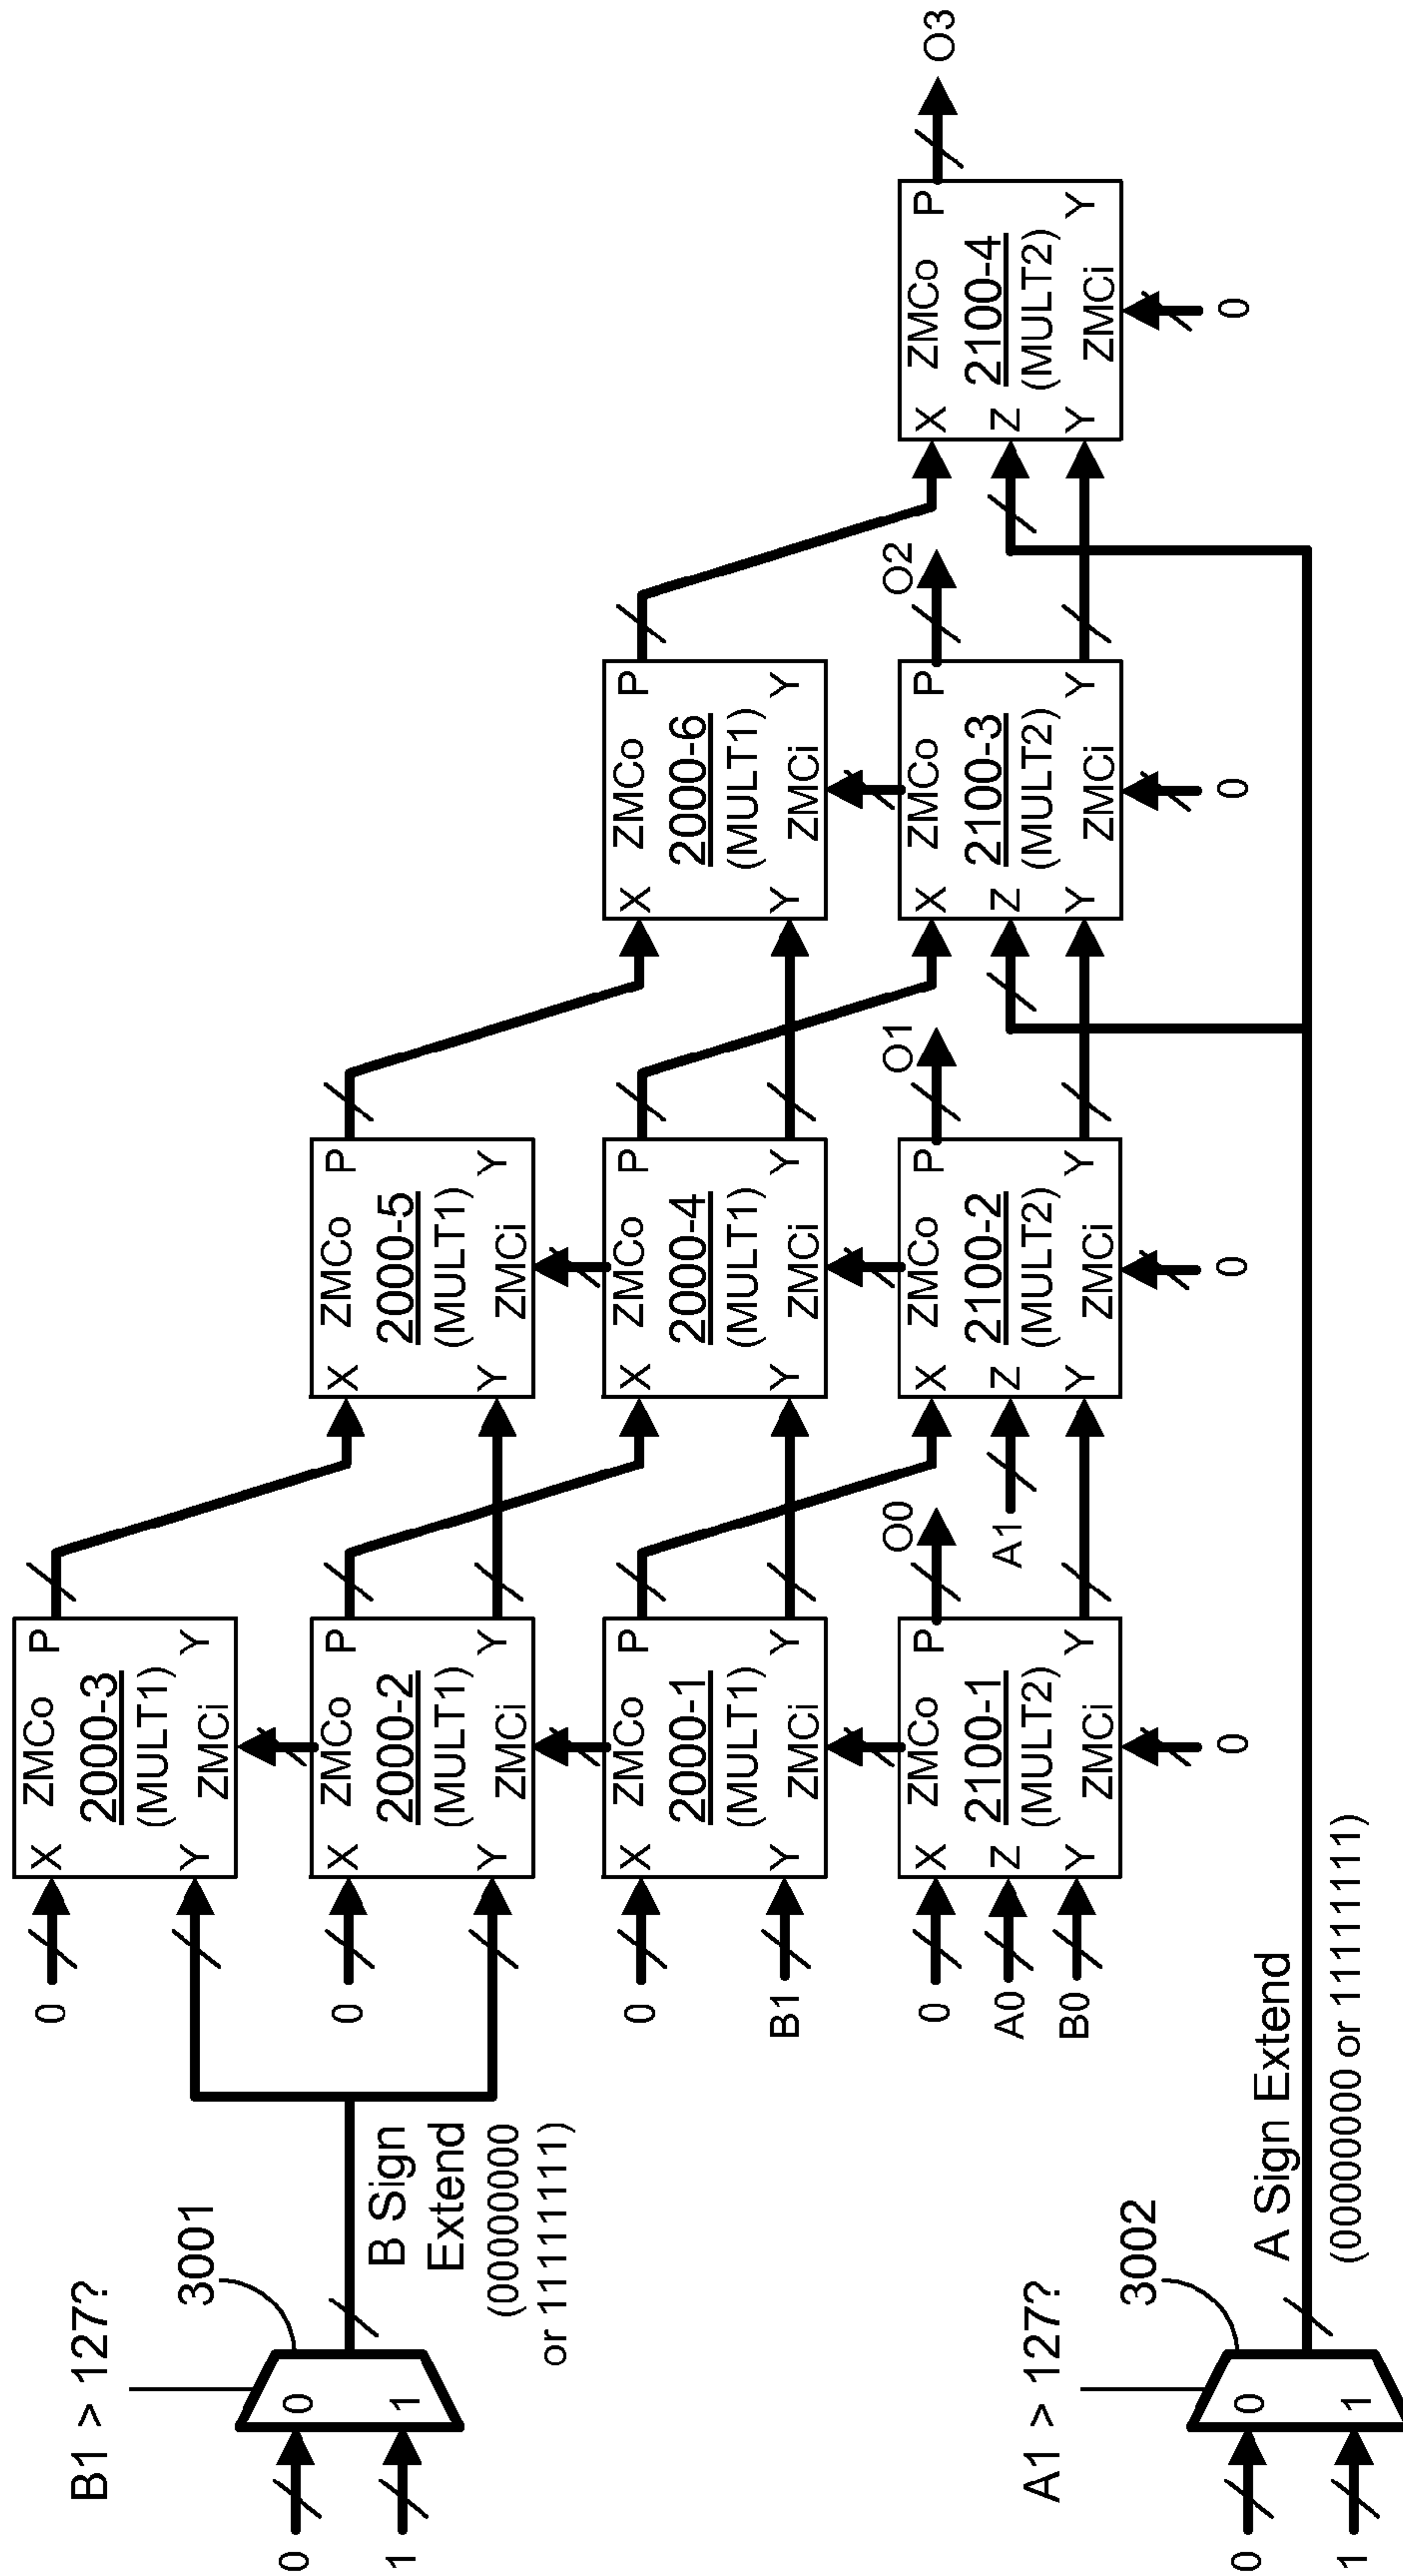 B1 > 127?
3001
0
1
0
1
B Sign
Extend
(00000000
or 11111111)
A1 > 127?
3002
0
1
0
1
A Sign Extend
(00000000 or 11111111)
0
X ZMCo P
2000-3
(MULT1)
Y ZMCi Y
0
X ZMCo P
2000-2
(MULT1)
Y ZMCi Y
0
B1
X ZMCo P
2000-1
(MULT1)
Y ZMCi Y
0
A0
B0
X ZMCo P
Z 2100-1
(MULT2)
Y ZMCi Y
0
O0
X ZMCo P
2000-5
(MULT1)
Y ZMCi Y
X ZMCo P
2000-4
(MULT1)
Y ZMCi Y
A1
X ZMCo P
Z 2100-2
(MULT2)
Y ZMCi Y
0
O1
X ZMCo P
2000-6
(MULT1)
Y ZMCi Y
X ZMCo P
Z 2100-3
(MULT2)
Y ZMCi Y
0
O2
X ZMCo P
Z 2100-4
(MULT2)
Y ZMCi Y
0
O3